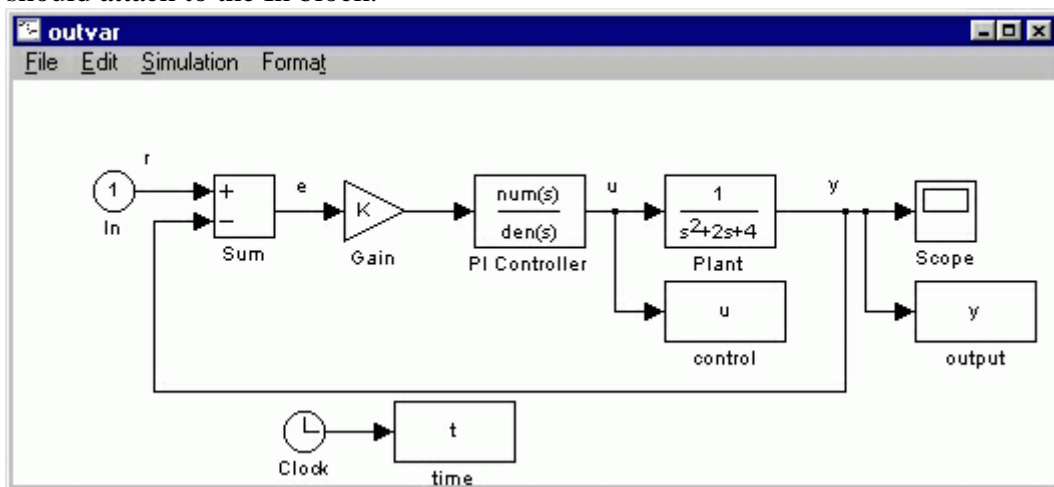 should attach to the In block.
outvar
File Edit Simulation Format
r
1
In
+
−
Sum
e
K
Gain
num(s)
den(s)
PI Controller
u
1
s2+2s+4
Plant
y
Scope
u
control
y
output
Clock
t
time